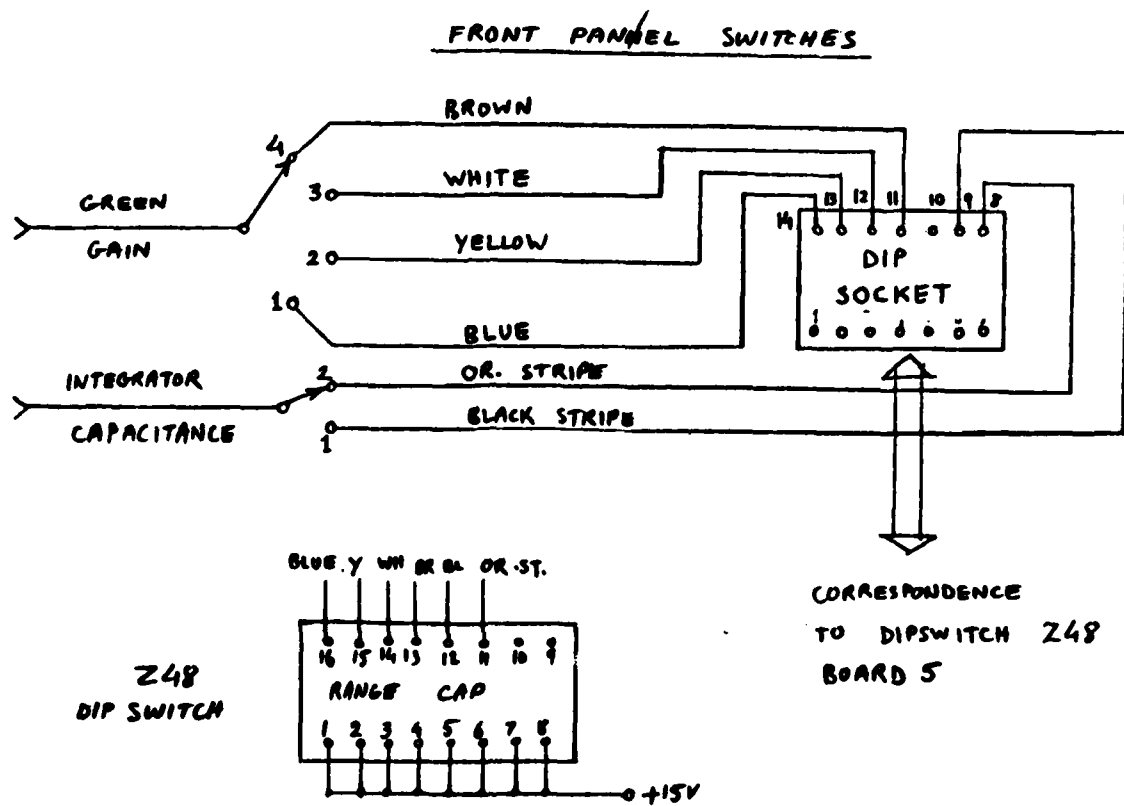 FRONT PANNEL SWITCHES
BROWN
4
3
WHITE
GREEN
GAIN
2
YELLOW
1
BLUE
14 13 12 11 10 9 8
DIP
SOCKET
1 6
INTEGRATOR
CAPACITANCE
2
OR. STRIPE
1
BLACK STRIPE
CORRESPONDENCE
TO DIPSWITCH Z48
BOARD 5
BLUE. Y WH BR BL OR.ST.
16 15 14 13 12 11 10 9
RANGE CAP
Z48
DIP SWITCH
1 2 3 4 5 6 7 8
+15V